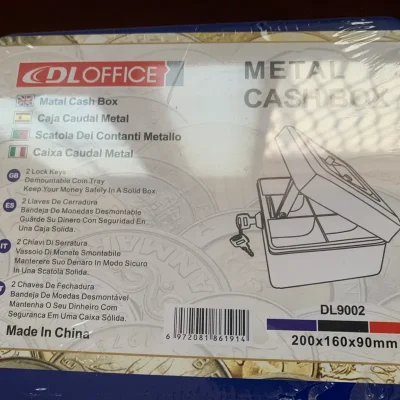 DLOFFICE
METAL
CASH BOX
Matal Cash Box
Caja Caudal Metal
Scatola Dei Contanti Metallo
Caixa Caudal Metal
GB
2 Lock Keys
Demountable Coin Tray
Keep Your Money Safely In A Solid Box
ES
2 Llaves De Cerradura
Bandeja De Monedas Desmontable
Guarde Su Dinero Con Seguridad En
Una Caja Solida.
IT
2 Chiavi Di Serratura
Vassoio Di Monete Smontabile
Mantenere Suo Denaro In Modo Sicuro
In Una Scatola Solida.
PT
2 Chaves De Fechadura
Bandeja De Moedas Desmontável
Mantenha O Seu Dinheiro Com
Seguranca Em Uma Caixa Sólida.
Made In China
6 972081 861914
DL9002
200x160x90mm